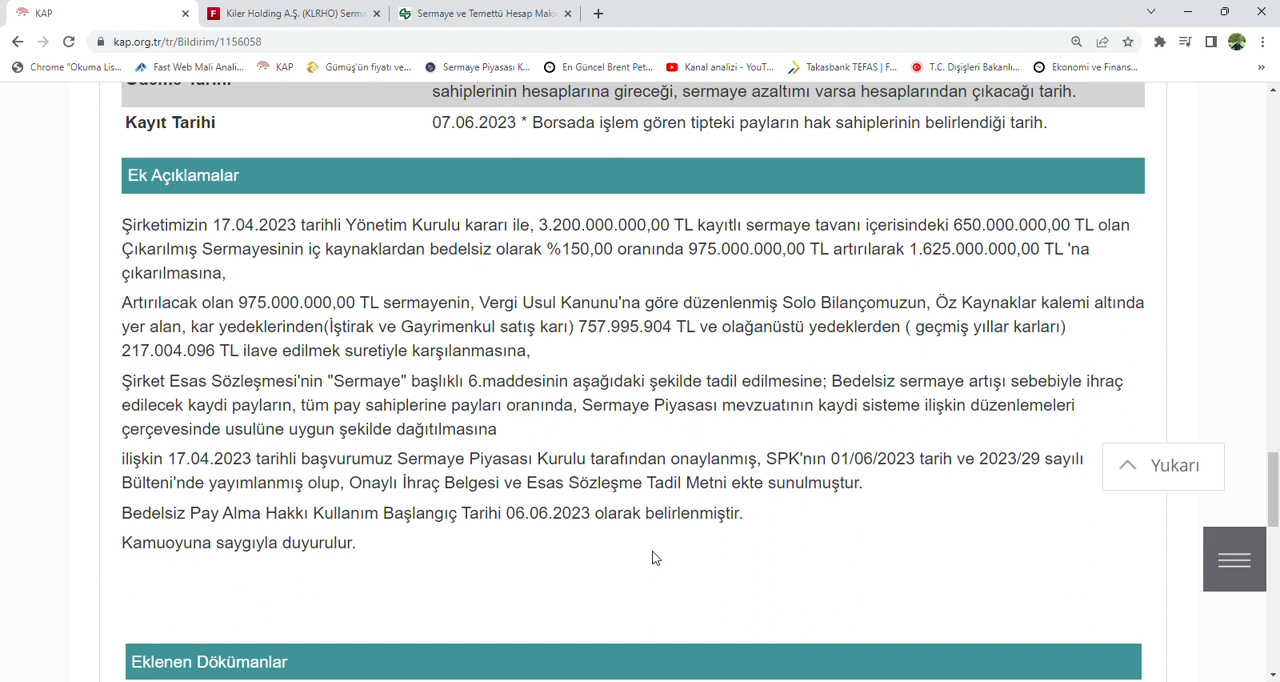 KAP
Kiler Holding A.Ş. (KLRHO) Serma
Sermaye ve Temettü Hesap Maki
kap.org.tr/tr/Bildirim/1156058
Chrome "Okuma Lis...
Fast Web Mali Anali...
KAP
Gümüş'ün fiyatı ve...
Sermaye Piyasası K...
En Güncel Brent Pet...
Kanal analizi - YouT...
Takasbank TEFAS | F...
T.C. Dışişleri Bakanlı...
Ekonomi ve Finans...
Ödeme Tarihi
sahiplerinin hesaplarına gireceği, sermaye azaltımı varsa hesaplarından çıkacağı tarih.
Kayıt Tarihi 07.06.2023 * Borsada işlem gören tipteki payların hak sahiplerinin belirlendiği tarih.
Ek Açıklamalar
Şirketimizin 17.04.2023 tarihli Yönetim Kurulu kararı ile, 3.200.000.000,00 TL kayıtlı sermaye tavanı içerisindeki 650.000.000,00 TL olan
Çıkarılmış Sermayesinin iç kaynaklardan bedelsiz olarak %150,00 oranında 975.000.000,00 TL artırılarak 1.625.000.000,00 TL 'na
çıkarılmasına,
Artırılacak olan 975.000.000,00 TL sermayenin, Vergi Usul Kanunu'na göre düzenlenmiş Solo Bilançomuzun, Öz Kaynaklar kalemi altında
yer alan, kar yedeklerinden(İştirak ve Gayrimenkul satış karı) 757.995.904 TL ve olağanüstü yedeklerden ( geçmiş yıllar karları)
217.004.096 TL ilave edilmek suretiyle karşılanmasına,
Şirket Esas Sözleşmesi'nin "Sermaye" başlıklı 6.maddesinin aşağıdaki şekilde tadil edilmesine; Bedelsiz sermaye artışı sebebiyle ihraç
edilecek kaydi payların, tüm pay sahiplerine payları oranında, Sermaye Piyasası mevzuatının kaydi sisteme ilişkin düzenlemeleri
çerçevesinde usulüne uygun şekilde dağıtılmasına
ilişkin 17.04.2023 tarihli başvurumuz Sermaye Piyasası Kurulu tarafından onaylanmış, SPK'nın 01/06/2023 tarih ve 2023/29 sayılı
Bülteni'nde yayımlanmış olup, Onaylı İhraç Belgesi ve Esas Sözleşme Tadil Metni ekte sunulmuştur.
Bedelsiz Pay Alma Hakkı Kullanım Başlangıç Tarihi 06.06.2023 olarak belirlenmiştir.
Kamuoyuna saygıyla duyurulur.
Yukarı
Eklenen Dökümanlar